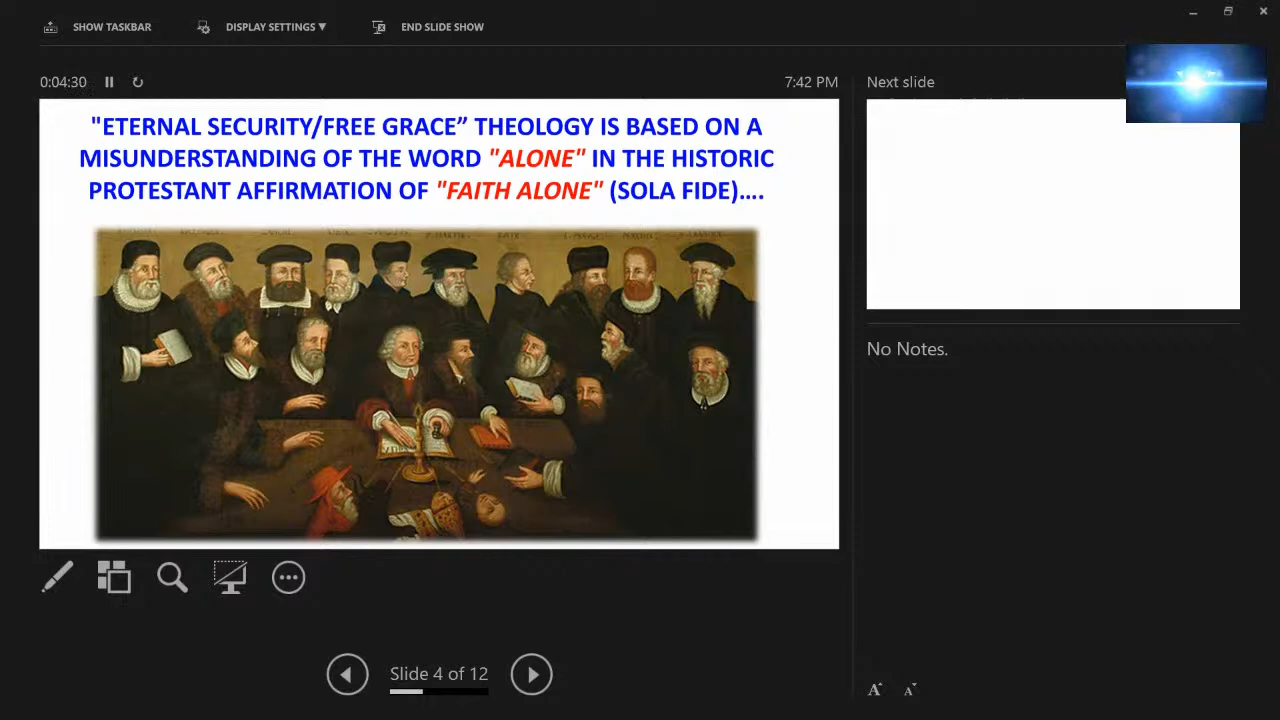 SHOW TASKBAR
DISPLAY SETTINGS ▼
END SLIDE SHOW
0:04:30
7:42 PM
Next slide
"ETERNAL SECURITY/FREE GRACE” THEOLOGY IS BASED ON A
MISUNDERSTANDING OF THE WORD "ALONE" IN THE HISTORIC
PROTESTANT AFFIRMATION OF "FAITH ALONE" (SOLA FIDE)....
No Notes.
Slide 4 of 12
A A